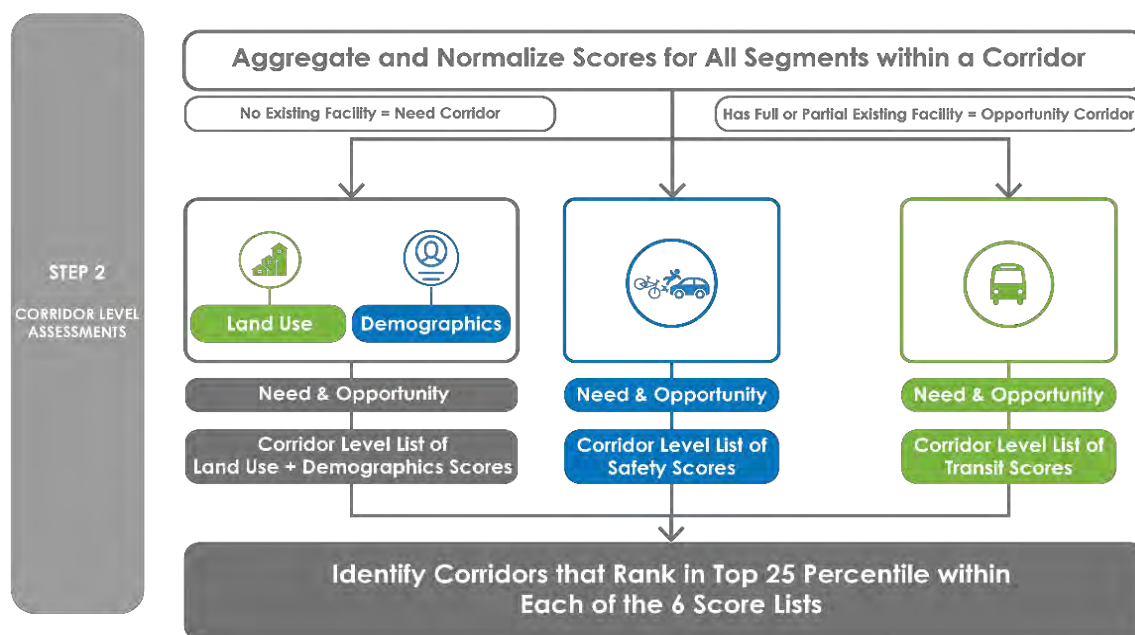 STEP 2
CORRIDOR LEVEL
ASSESSMENTS
Aggregate and Normalize Scores for All Segments within a Corridor
No Existing Facility = Need Corridor
Has Full or Partial Existing Facility = Opportunity Corridor
Land Use
Demographics
Need & Opportunity
Need & Opportunity
Need & Opportunity
Corridor Level List of
Land Use + Demographics Scores
Corridor Level List of
Safety Scores
Corridor Level List of
Transit Scores
Identify Corridors that Rank in Top 25 Percentile within
Each of the 6 Score Lists